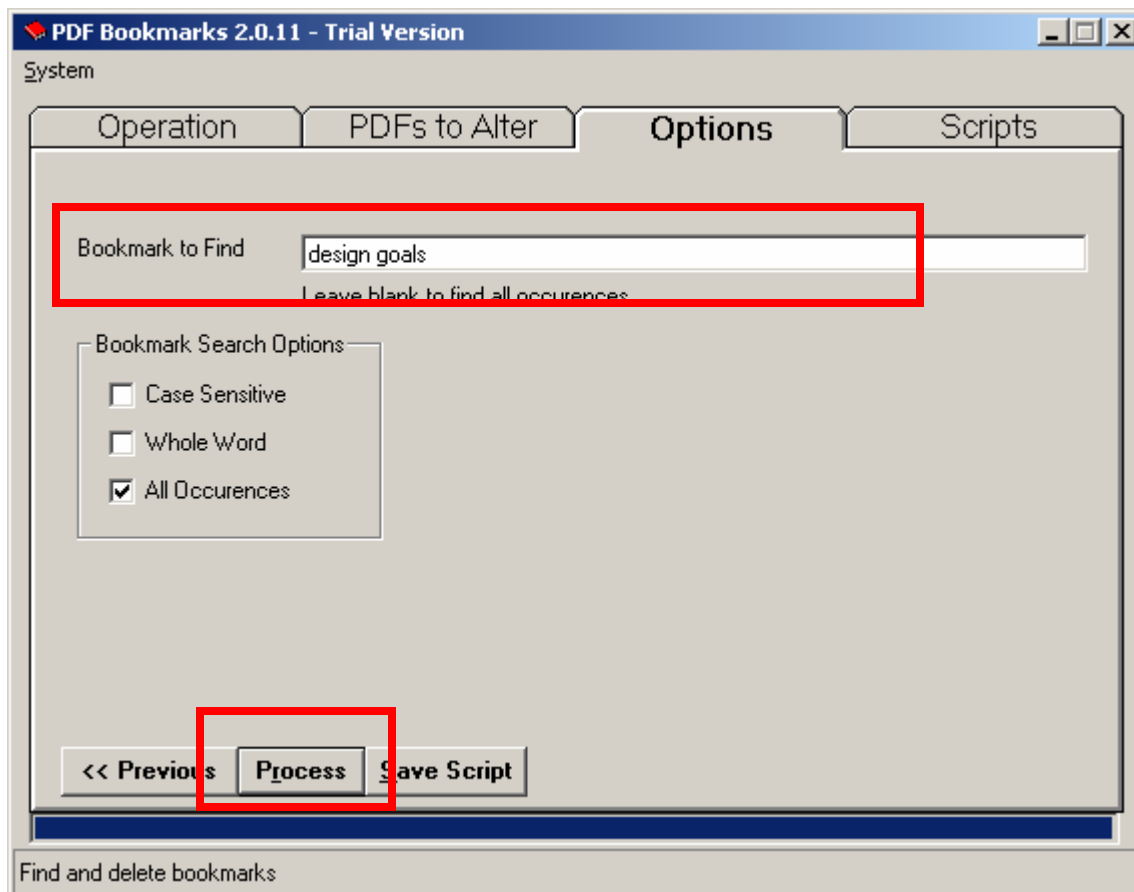 PDF Bookmarks 2.0.11 - Trial Version
System
Operation PDFs to Alter Options Scripts
Bookmark to Find design goals
Leave blank to find all occurences
Bookmark Search Options
Case Sensitive
Whole Word
All Occurences
<< Previous Process Save Script
Find and delete bookmarks